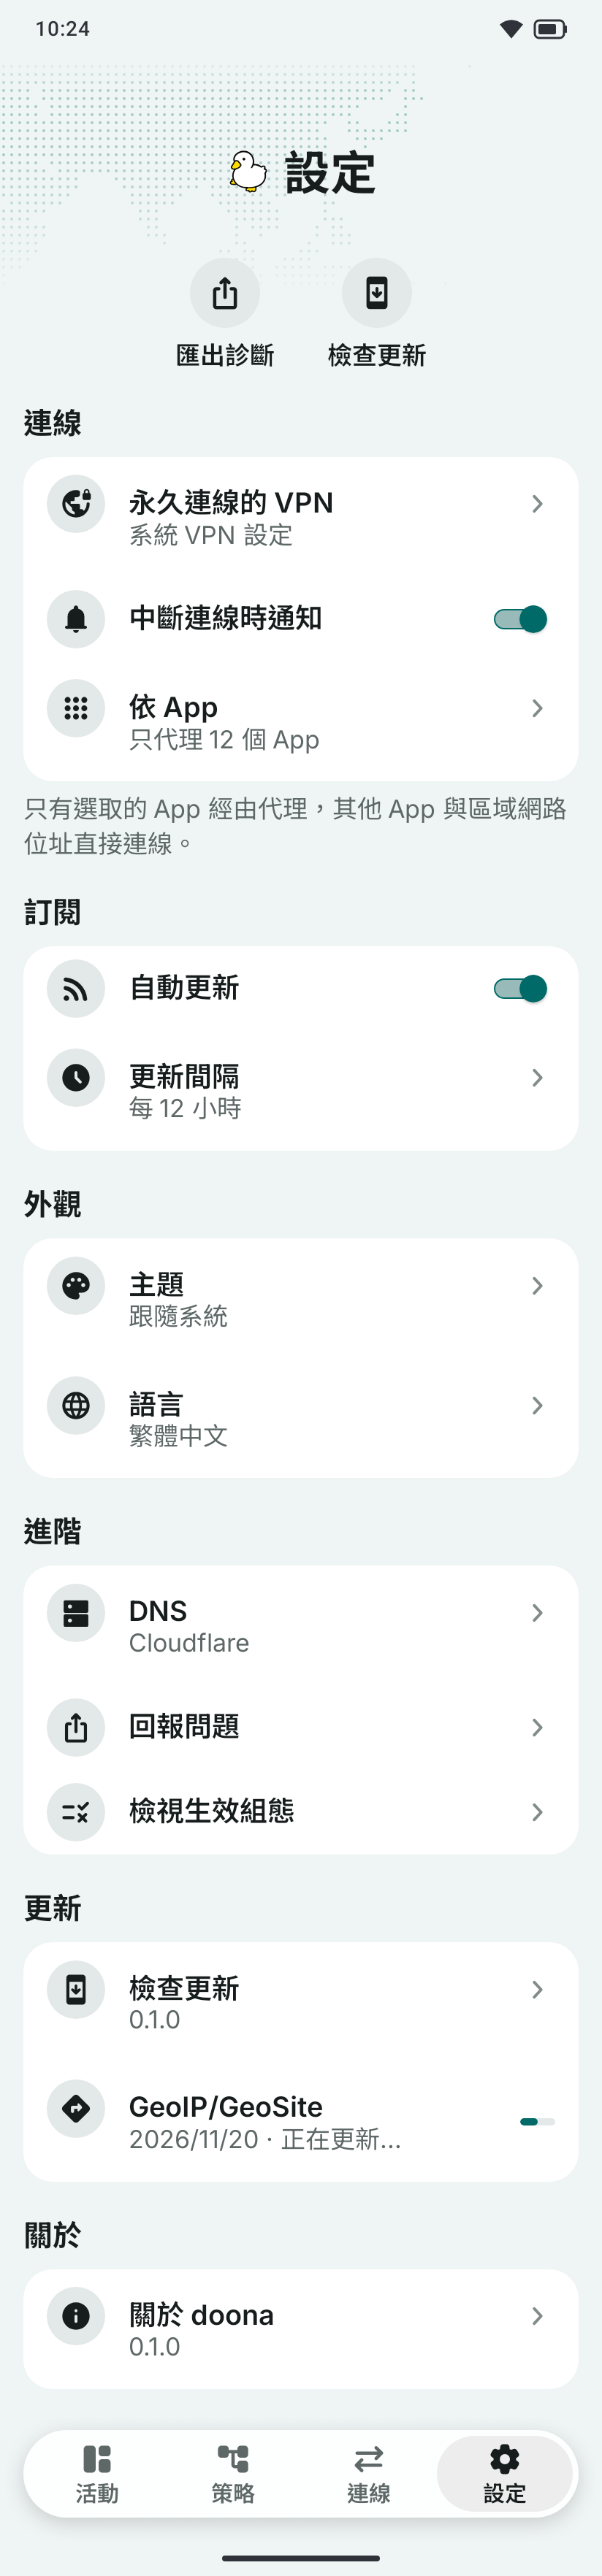 10:24
設定
匯出診斷
檢查更新
連線
永久連線的 VPN
系統 VPN 設定
中斷連線時通知
依 App
只代理 12 個 App
只有選取的 App 經由代理，其他 App 與區域網路
位址直接連線。
訂閱
自動更新
更新間隔
每 12 小時
外觀
主題
跟隨系統
語言
繁體中文
進階
DNS
Cloudflare
回報問題
檢視生效組態
更新
檢查更新
0.1.0
GeoIP/GeoSite
2026/11/20 · 正在更新…
關於
關於 doona
0.1.0
活動
策略
連線
設定